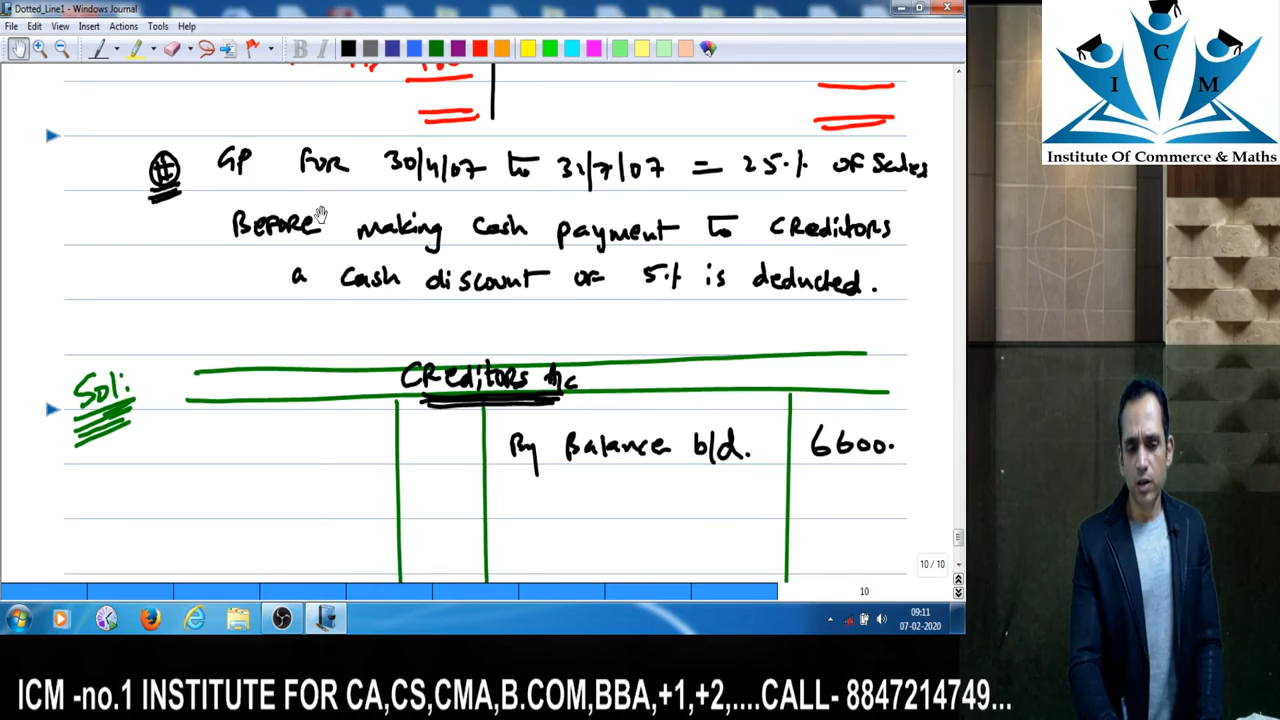 Dotted_Line1 - Windows Journal
File Edit View Insert Actions Tools Help
GP FOR 30/4/07 to 31/7/07 = 25% of Sales
BEFORE making Cash payment to CREditors
a cash discount of 5% is deducted.
Sol:
CREditors A/c
By Balance b/d. 6600.
10 / 10
10
09:11
07-02-2020
I C M
Institute Of Commerce & Maths
ICM -no.1 INSTITUTE FOR CA,CS,CMA,B.COM,BBA,+1,+2,....CALL- 8847214749...